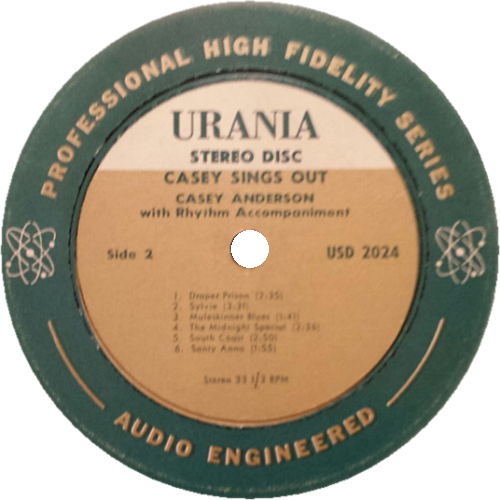 PROFESSIONAL HIGH FIDELITY SERIES
URANIA
STEREO DISC
CASEY SINGS OUT
CASEY ANDERSON
with Rhythm Accompaniment
Side 2
USD 2024
1. Draper Prison (2:35)
2. Sylvie (3:31)
3. Muleskinner Blues (1:41)
4. The Midnight Special (2:36)
5. South Coast (2:50)
6. Santy Anno (1:55)
Stereo 33 1/3 RPM
AUDIO ENGINEERED